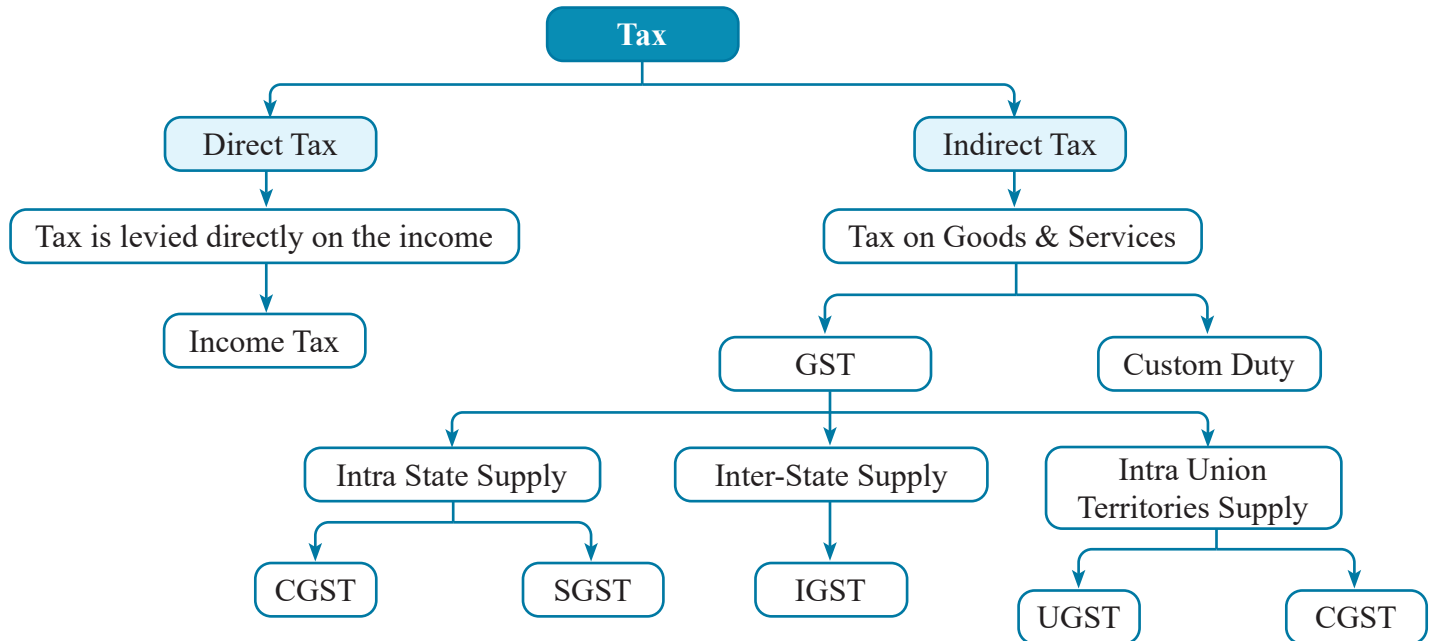 Tax
Direct Tax
Indirect Tax
Tax is levied directly on the income
Tax on Goods & Services
Income Tax
GST
Custom Duty
Intra State Supply
Inter-State Supply
Intra Union
Territories Supply
CGST
SGST
IGST
UGST
CGST